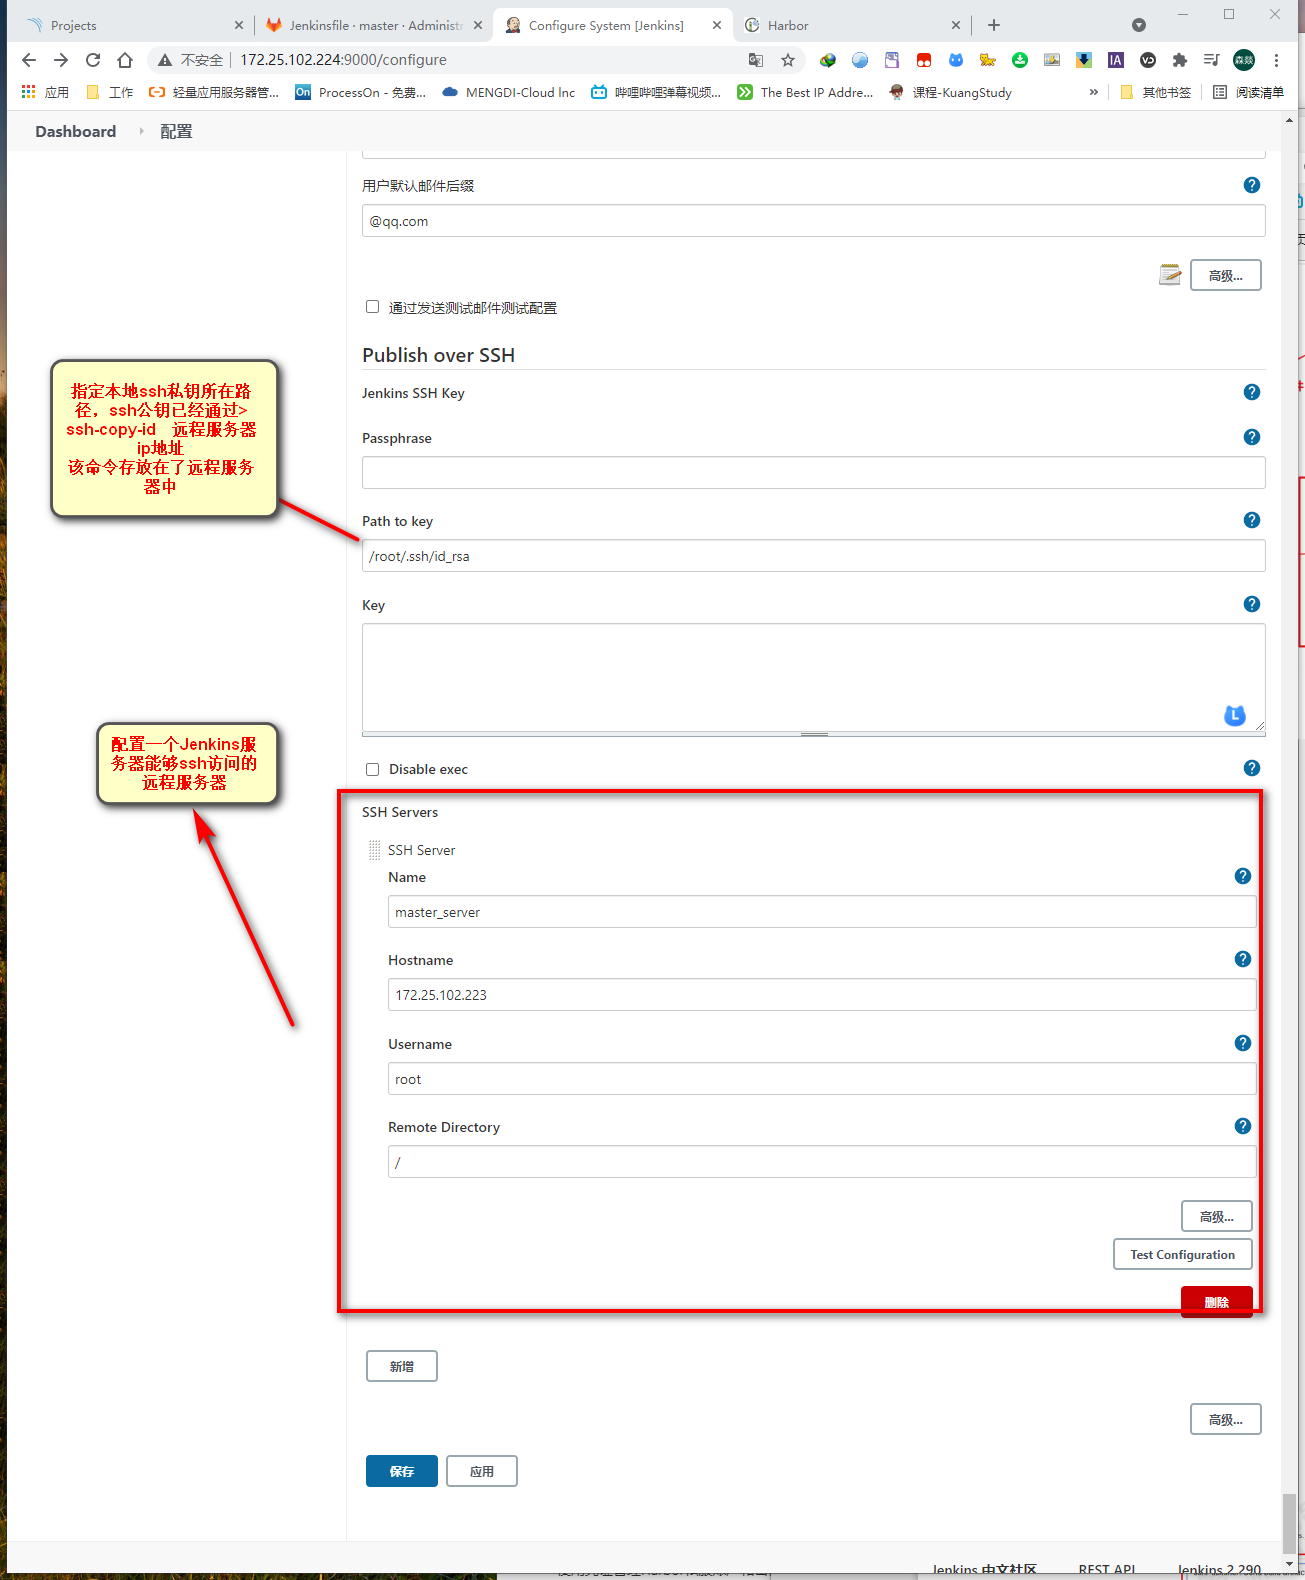 Projects
Jenkinsfile · master · Administ
Configure System [Jenkins]
Harbor
不安全
172.25.102.224:9000/configure
应用
工作
轻量应用服务器管...
On
ProcessOn - 免费...
MENGDI-Cloud Inc
哔哩哔哩弹幕视频...
The Best IP Addre...
课程-KuangStudy
»
其他书签
阅读清单
Dashboard
配置
用户默认邮件后缀
@qq.com
高级...
通过发送测试邮件测试配置
Publish over SSH
Jenkins SSH Key
Passphrase
指定本地ssh私钥所在路
径，ssh公钥已经通过>
ssh-copy-id 远程服务器
ip地址
该命令存放在了远程服务
器中
Path to key
/root/.ssh/id_rsa
Key
配置一个Jenkins服
务器能够ssh访问的
远程服务器
Disable exec
SSH Servers
SSH Server
Name
master_server
Hostname
172.25.102.223
Username
root
Remote Directory
/
高级...
Test Configuration
删除
新增
高级...
保存
应用
Jenkins 中文社区
REST API
Jenkins 2.290